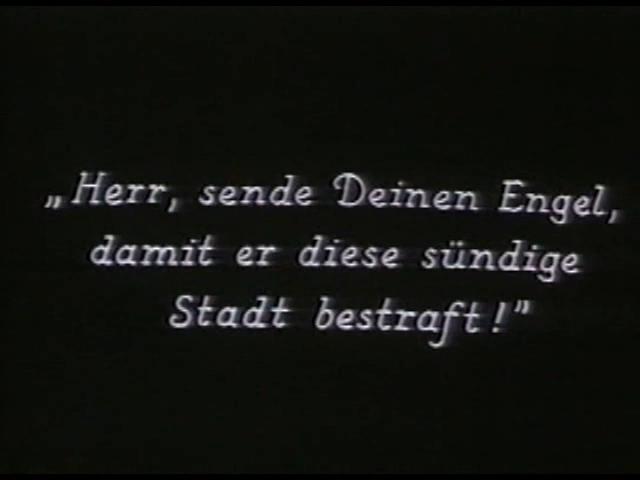 „Herr, sende Deinen Engel,
damit er diese sündige
Stadt bestraft!”